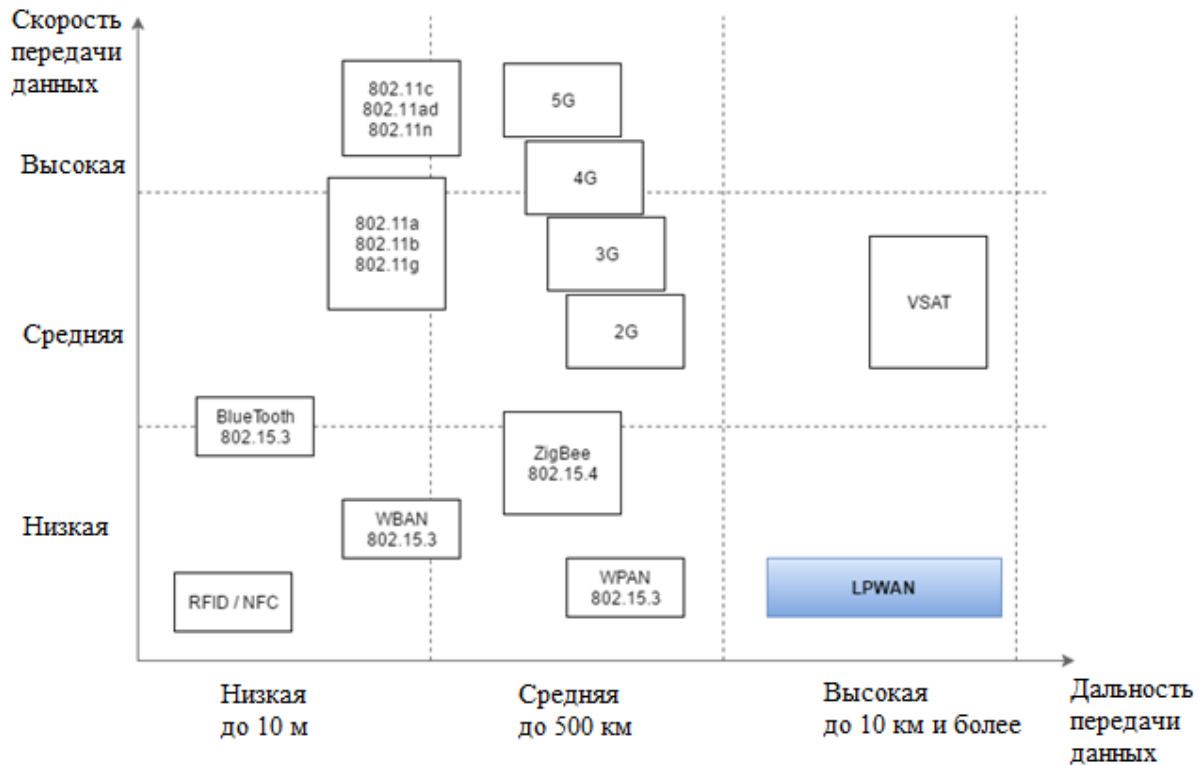 Скорость
передачи
данных
802.11c
802.11ad
802.11n
5G
Высокая
4G
802.11a
802.11b
802.11g
3G
VSAT
Средняя
2G
BlueTooth
802.15.3
ZigBee
802.15.4
Низкая
WBAN
802.15.3
RFID / NFC
WPAN
802.15.3
LPWAN
Низкая
до 10 м
Средняя
до 500 км
Высокая
до 10 км и более
Дальность
передачи
данных